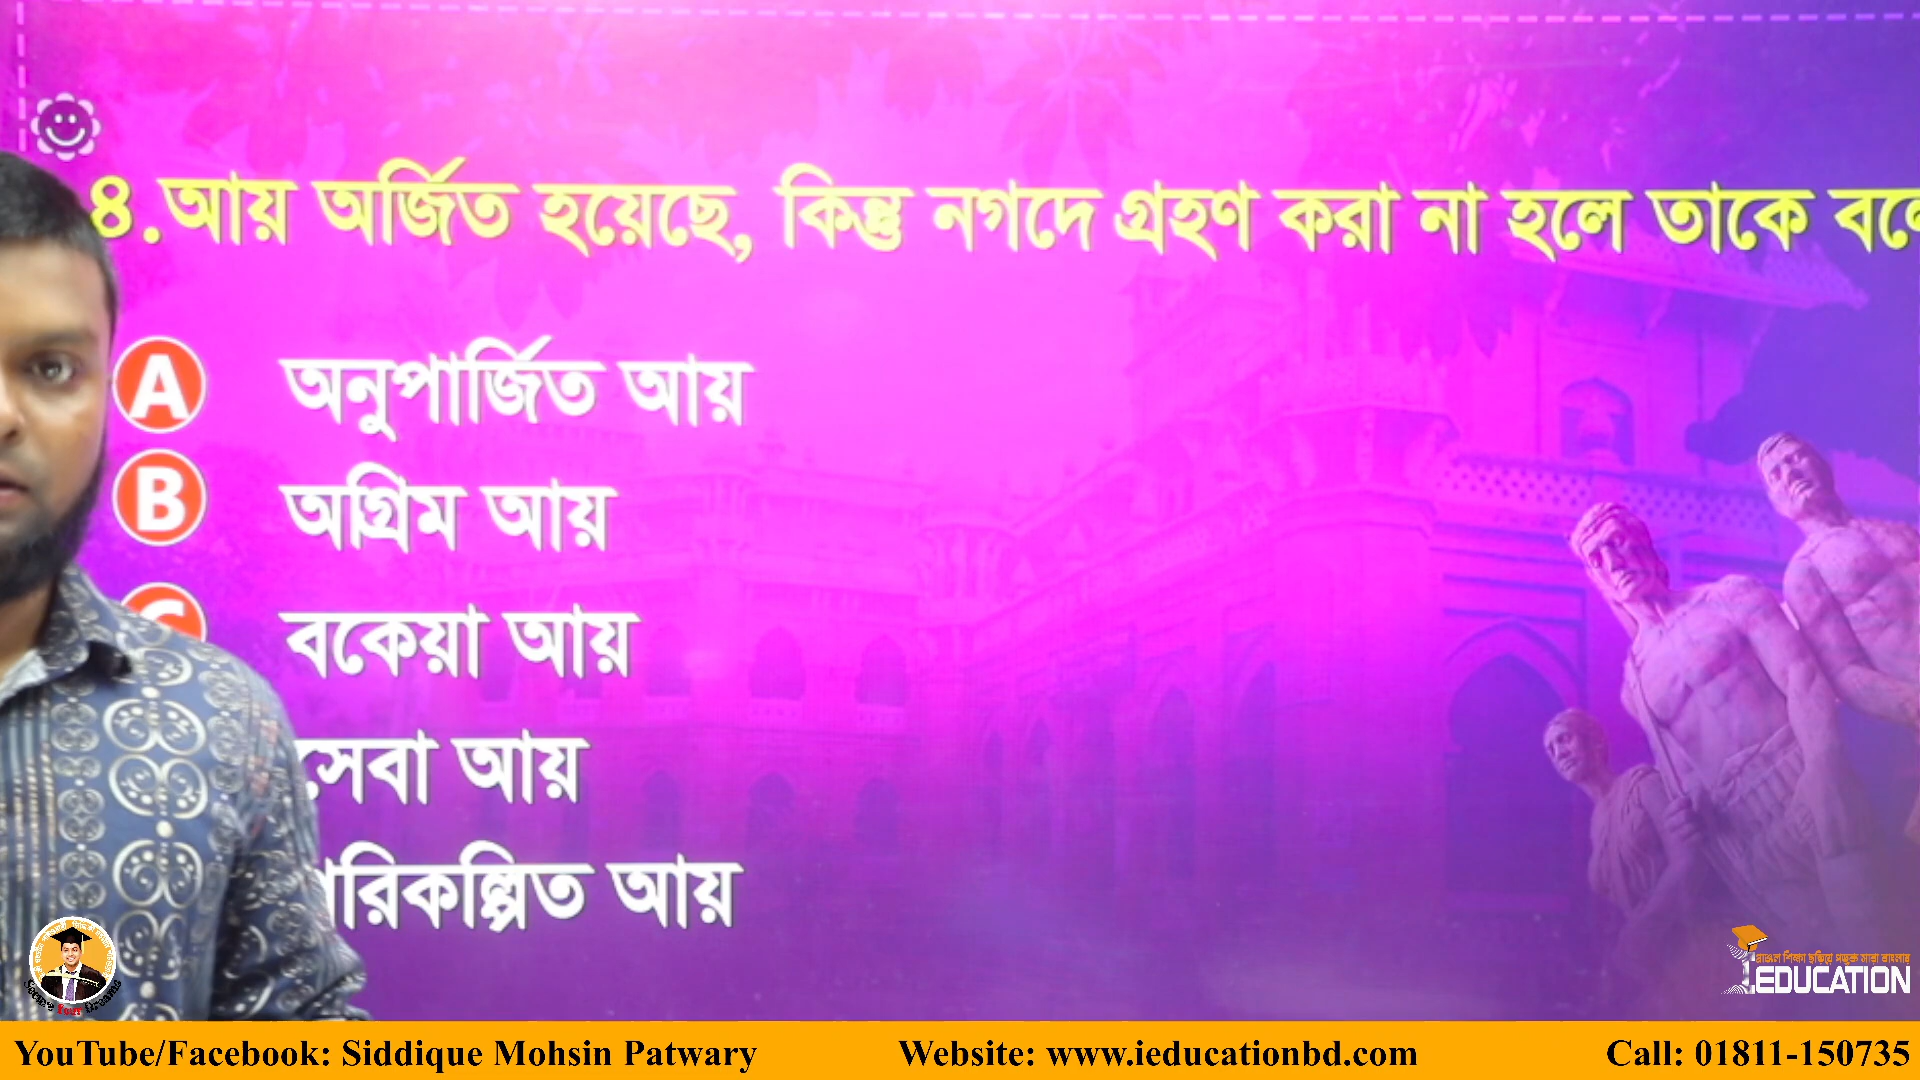 ৪.আয় অর্জিত হয়েছে, কিন্তু নগদে গ্রহণ করা না হলে তাকে
A অনুপার্জিত আয়
B অগ্রিম আয়
C বকেয়া আয়
সেবা আয়
আয়
EDUCATION
YouTube/Facebook: Siddique Mohsin Patwary Website: www.ieducationbd.com Call: 01811-150735